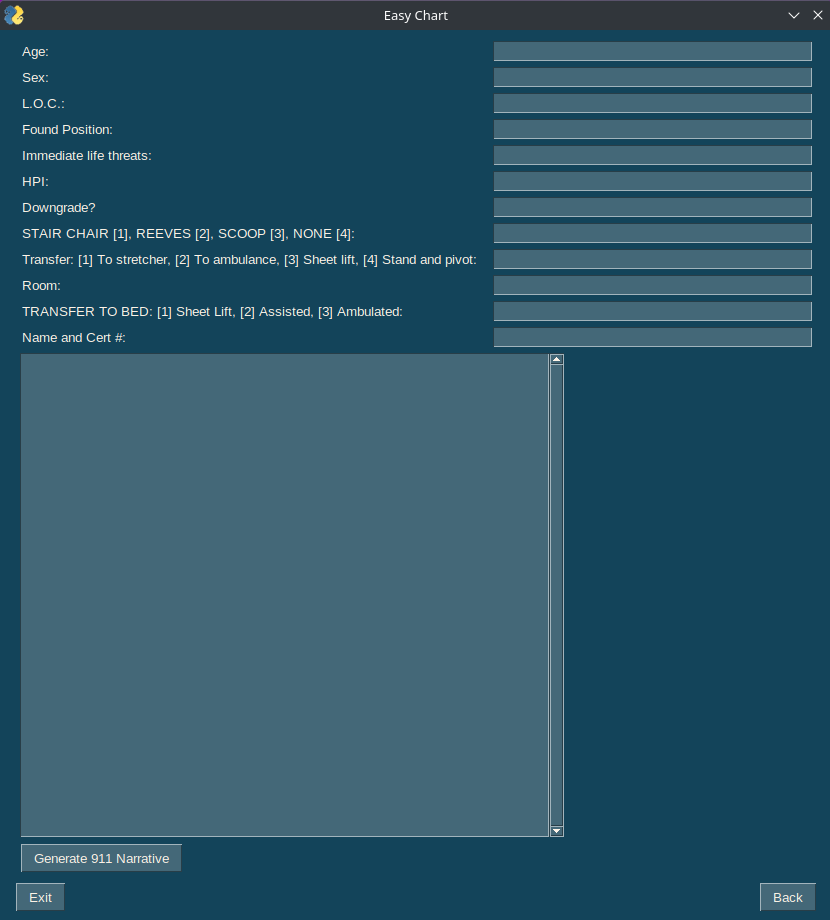 Easy Chart
Age:
Sex:
L.O.C.:
Found Position:
Immediate life threats:
HPI:
Downgrade?
STAIR CHAIR [1], REEVES [2], SCOOP [3], NONE [4]:
Transfer: [1] To stretcher, [2] To ambulance, [3] Sheet lift, [4] Stand and pivot:
Room:
TRANSFER TO BED: [1] Sheet Lift, [2] Assisted, [3] Ambulated:
Name and Cert #:
Generate 911 Narrative
Exit
Back